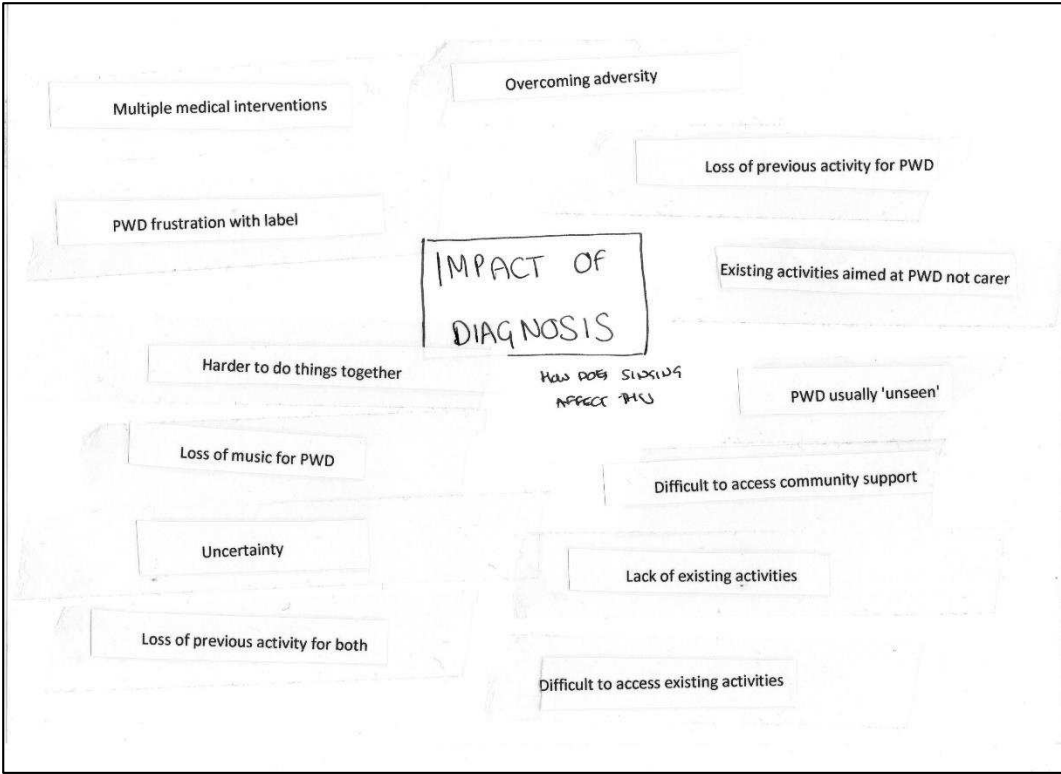 Overcoming adversity
Multiple medical interventions
Loss of previous activity for PWD
PWD frustration with label
IMPACT OF
DIAGNOSIS
Existing activities aimed at PWD not carer
Harder to do things together
HOW DOES SINGING
AFFECT THIS
PWD usually 'unseen'
Loss of music for PWD
Difficult to access community support
Uncertainty
Lack of existing activities
Loss of previous activity for both
Difficult to access existing activities